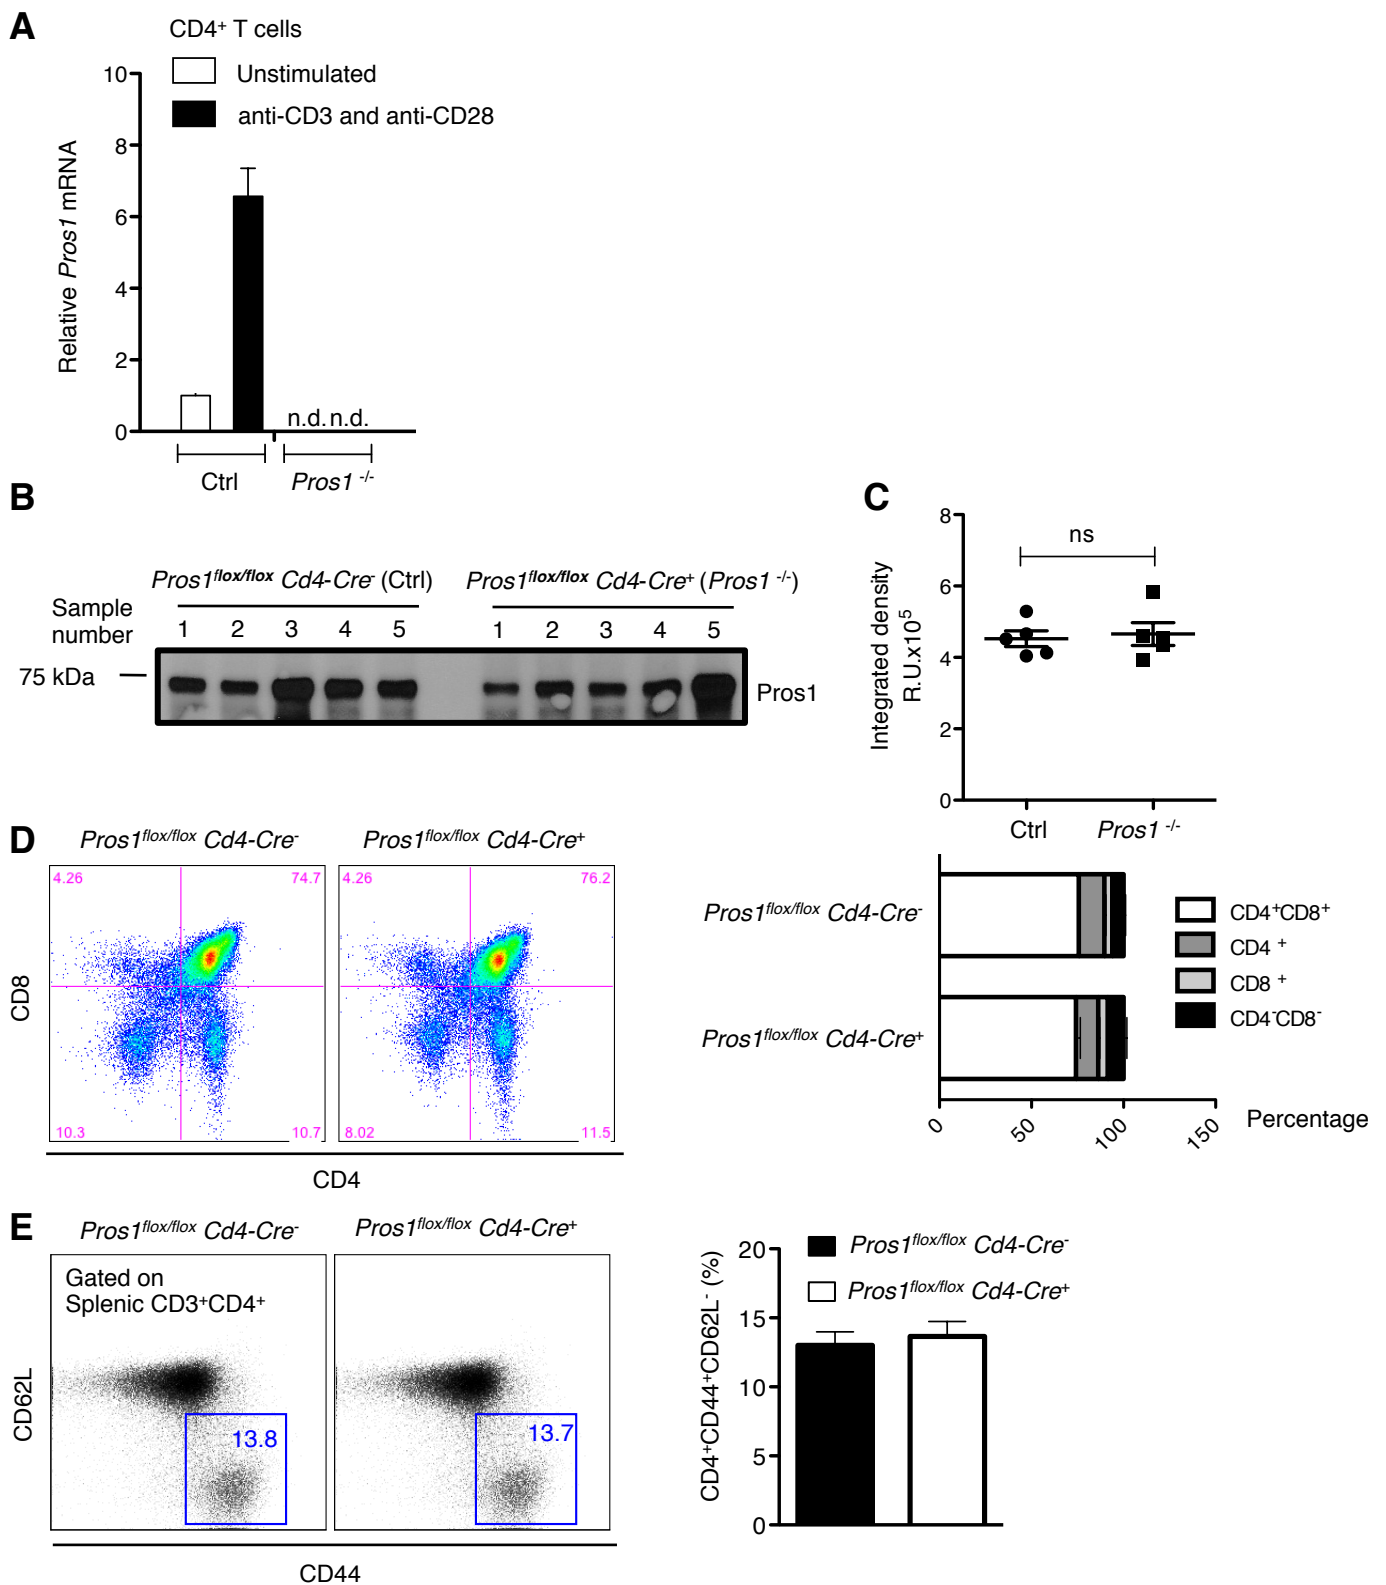 A
CD4⁺ T cells
Unstimulated
anti-CD3 and anti-CD28
Relative Pros1 mRNA
10
8
6
4
2
0
n.d. n.d.
Ctrl
Pros1 -/-
B
Pros1flox/flox Cd4-Cre- (Ctrl)
Pros1flox/flox Cd4-Cre+ (Pros1 -/-)
Sample
number
1 2 3 4 5
1 2 3 4 5
75 kDa
Pros1
C
Integrated density
R.U.x10⁵
8
6
4
2
0
ns
Ctrl
Pros1 -/-
D
Pros1flox/flox Cd4-Cre-
Pros1flox/flox Cd4-Cre+
4.26
74.7
10.3
10.7
4.26
76.2
8.02
11.5
CD8
CD4
Pros1flox/flox Cd4-Cre-
Pros1flox/flox Cd4-Cre+
CD4+CD8+
CD4 +
CD8 +
CD4-CD8-
0
50
100
150
Percentage
E
Pros1flox/flox Cd4-Cre-
Pros1flox/flox Cd4-Cre+
Gated on
Splenic CD3+CD4+
13.8
13.7
CD62L
CD44
CD4+CD44+CD62L- (%)
20
15
10
5
0
Pros1flox/flox Cd4-Cre-
Pros1flox/flox Cd4-Cre+